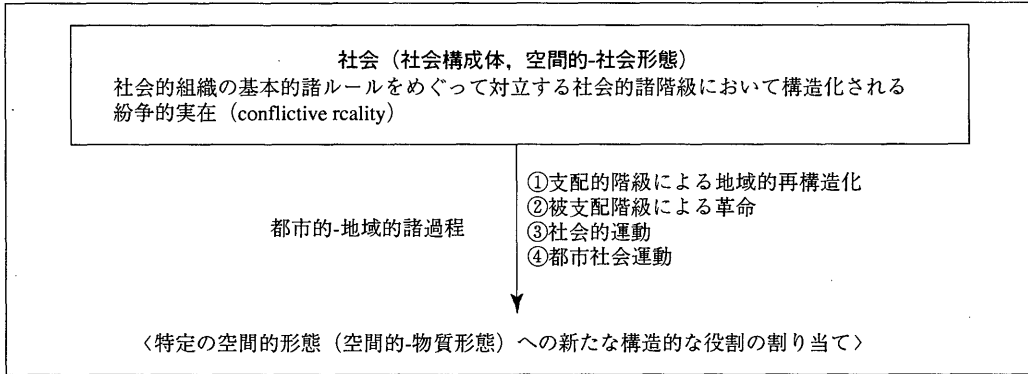 社会(社会構成体,空間的-社会形態)
社会的組織の基本的諸ルールをめぐって対立する社会的諸階級において構造化される
紛争的実在(conflictive rcality)
都市的-地域的諸過程
①支配的階級による地域的再構造化
②被支配階級による革命
③社会的運動
④都市社会運動
〈特定の空間的形態(空間的-物質形態)への新たな構造的な役割の割り当て〉